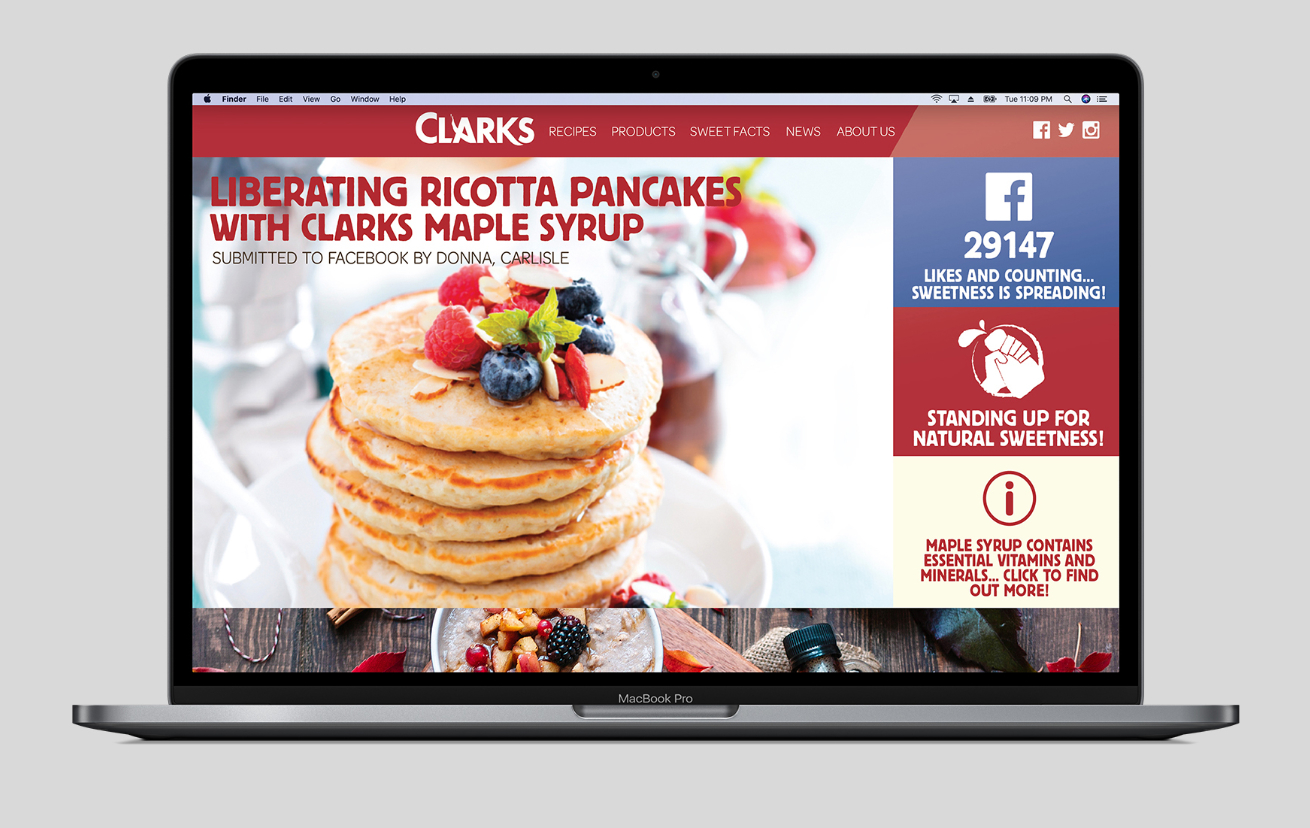 Finder File Edit View Go Window Help
Tue 11:09 PM
CLARKS
RECIPES PRODUCTS SWEET FACTS NEWS ABOUT US
LIBERATING RICOTTA PANCAKES
WITH CLARKS MAPLE SYRUP
SUBMITTED TO FACEBOOK BY DONNA, CARLISLE
29147
LIKES AND COUNTING...
SWEETNESS IS SPREADING!
STANDING UP FOR
NATURAL SWEETNESS!
MAPLE SYRUP CONTAINS
ESSENTIAL VITAMINS AND
MINERALS... CLICK TO FIND
OUT MORE!
MacBook Pro